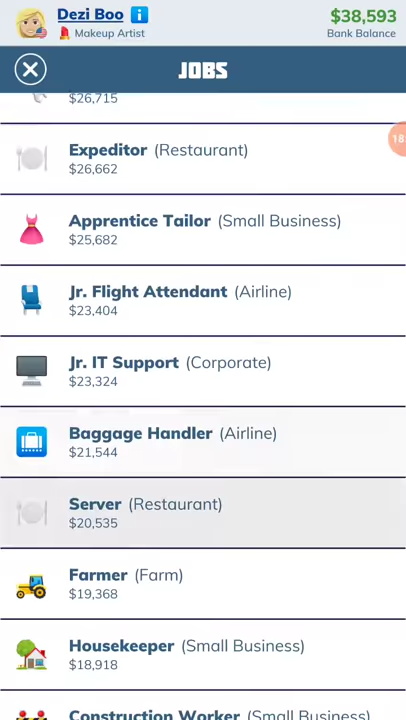 Dezi Boo i
$38,593
Makeup Artist
Bank Balance
JOBS
$26,715
18
Expeditor (Restaurant)
$26,662
Apprentice Tailor (Small Business)
$25,682
Jr. Flight Attendant (Airline)
$23,404
Jr. IT Support (Corporate)
$23,324
Baggage Handler (Airline)
$21,544
Server (Restaurant)
$20,535
Farmer (Farm)
$19,368
Housekeeper (Small Business)
$18,918
Construction Worker (Small Business)